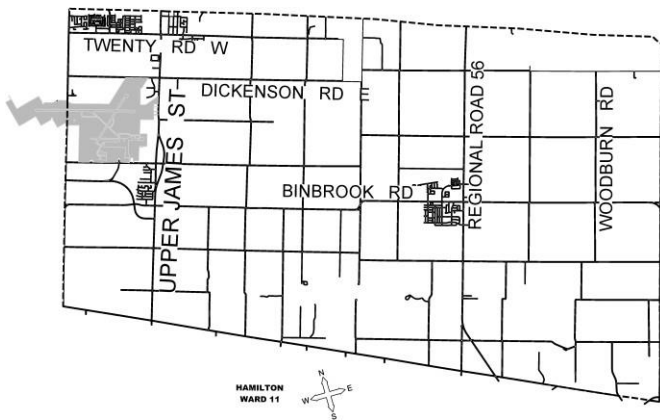 TWENTY RD W
DICKENSON RD E
UPPER JAMES ST
REGIONAL ROAD 56
WOODBURN RD
BINBROOK RD
HAMILTON
WARD 11
N
E
W
S